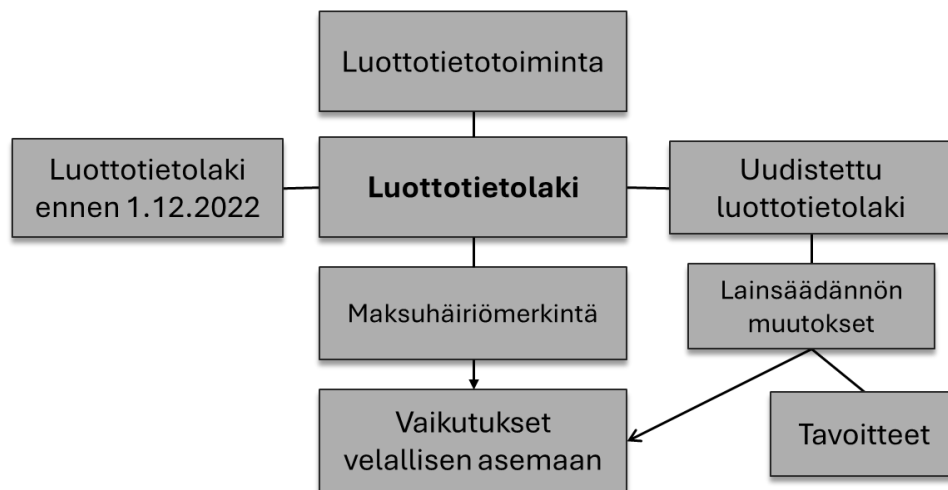 Luottotietotoiminta
Luottotietolaki
ennen 1.12.2022
Luottotietolaki
Uudistettu
luottotietolaki
Maksuhäiriömerkintä
Lainsäädännön
muutokset
Vaikutukset
velallisen asemaan
Tavoitteet